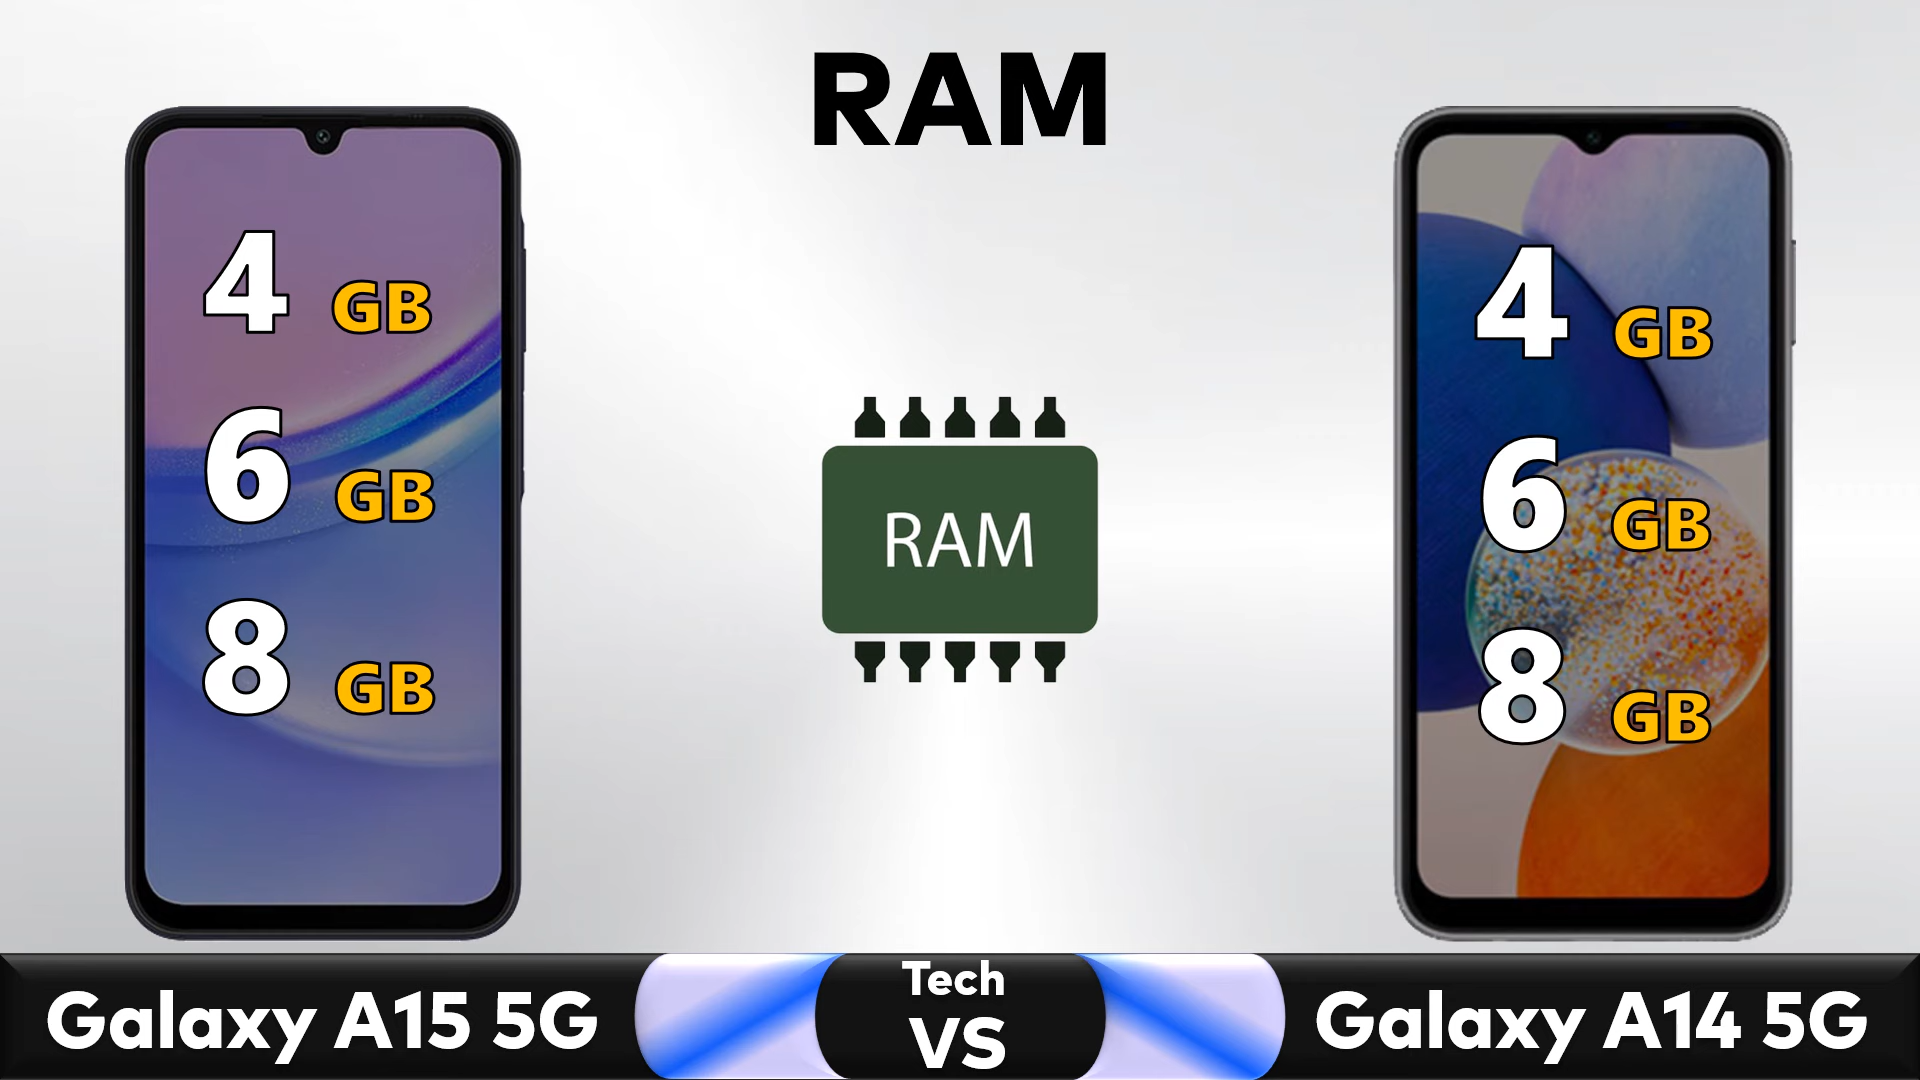 RAM
4 GB
6 GB
8 GB
RAM
4 GB
6 GB
8 GB
Galaxy A15 5G
Tech
VS
Galaxy A14 5G